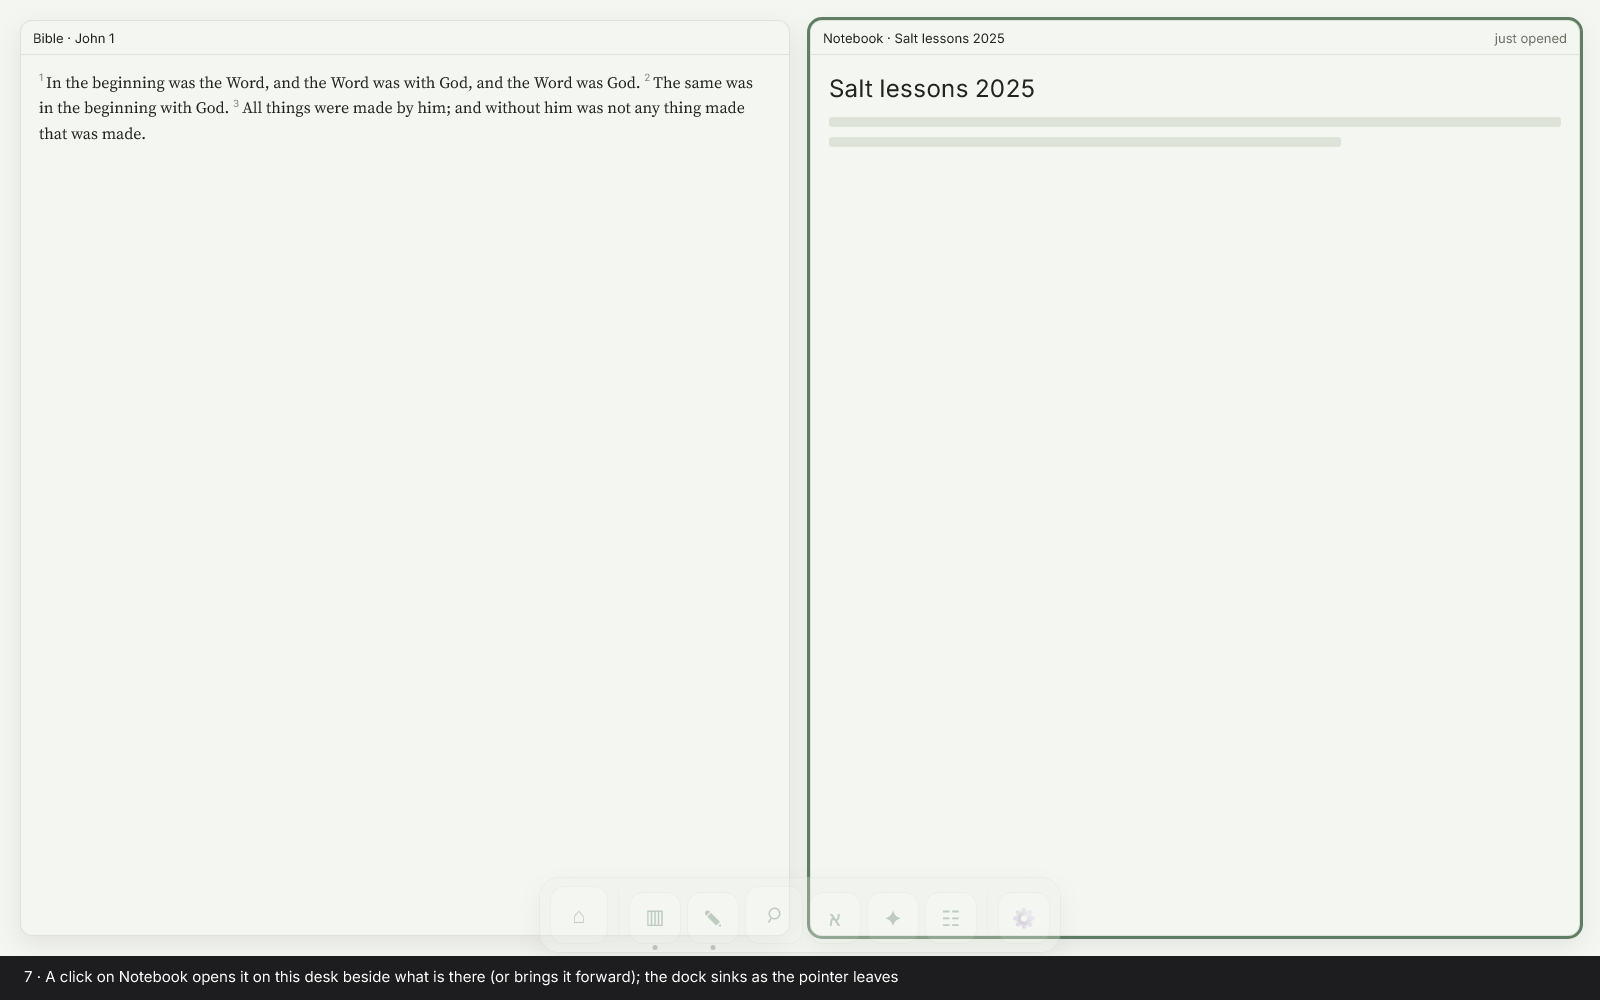 Bible · John 1
1 In the beginning was the Word, and the Word was with God, and the Word was God. 2 The same was
in the beginning with God. 3 All things were made by him; and without him was not any thing made
that was made.
Notebook · Salt lessons 2025
just opened
Salt lessons 2025
א
7 · A click on Notebook opens it on this desk beside what is there (or brings it forward); the dock sinks as the pointer leaves